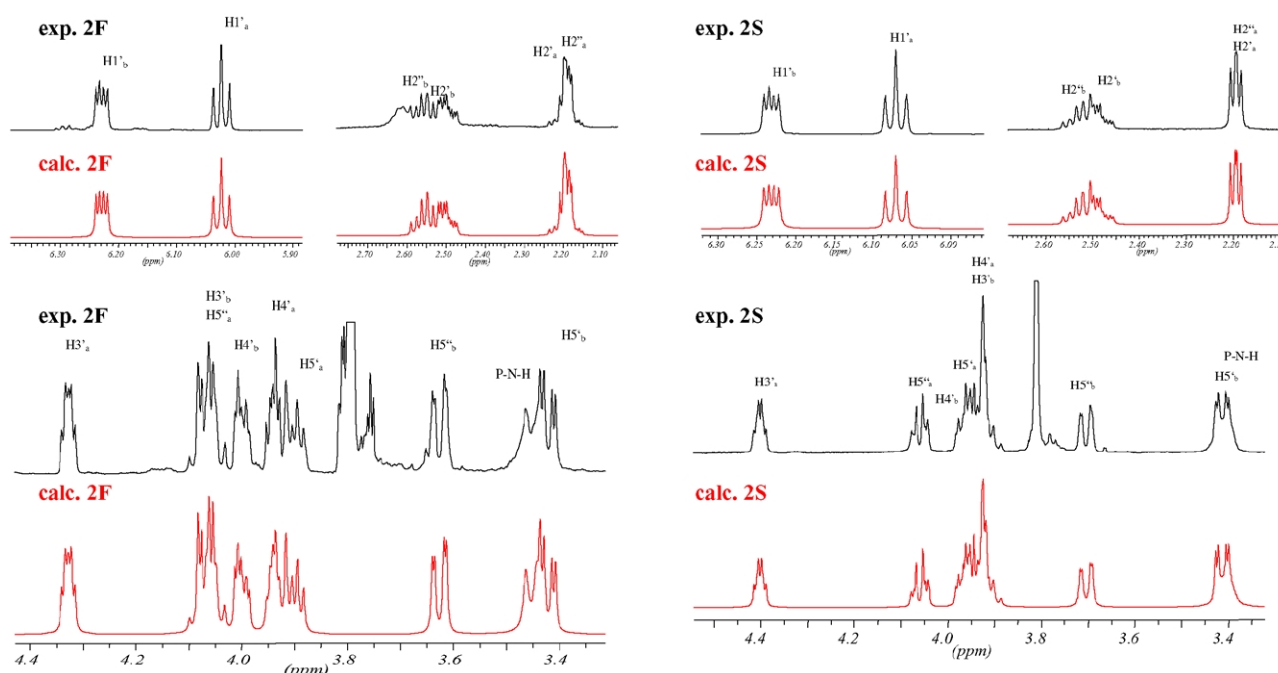 exp. 2F
H1'b
H1'a
H2"b
H2'b
H2'a
H2"a
calc. 2F
6.30
6.20
6.10
6.00
5.90
(ppm)
2.70
2.60
2.50
2.40
2.30
2.20
2.10
(ppm)
exp. 2F
H3'a
H3'b
H5"a
H4'b
H4'a
H5'a
H5"b
P-N-H
H5'b
calc. 2F
4.4
4.2
4.0
3.8
3.6
3.4
(ppm)
exp. 2S
H1'b
H1'a
H2"b
H2'b
H2"a
H2'a
calc. 2S
6.30
6.25
6.20
6.16
6.09
6.05
6.09
(ppm)
2.60
2.50
2.40
2.30
2.20
(ppm)
exp. 2S
H3'a
H5"a
H4'b
H5'a
H4'a
H3'b
H5"b
P-N-H
H5'b
calc. 2S
4.4
4.2
4.0
3.8
3.6
3.4
(ppm)